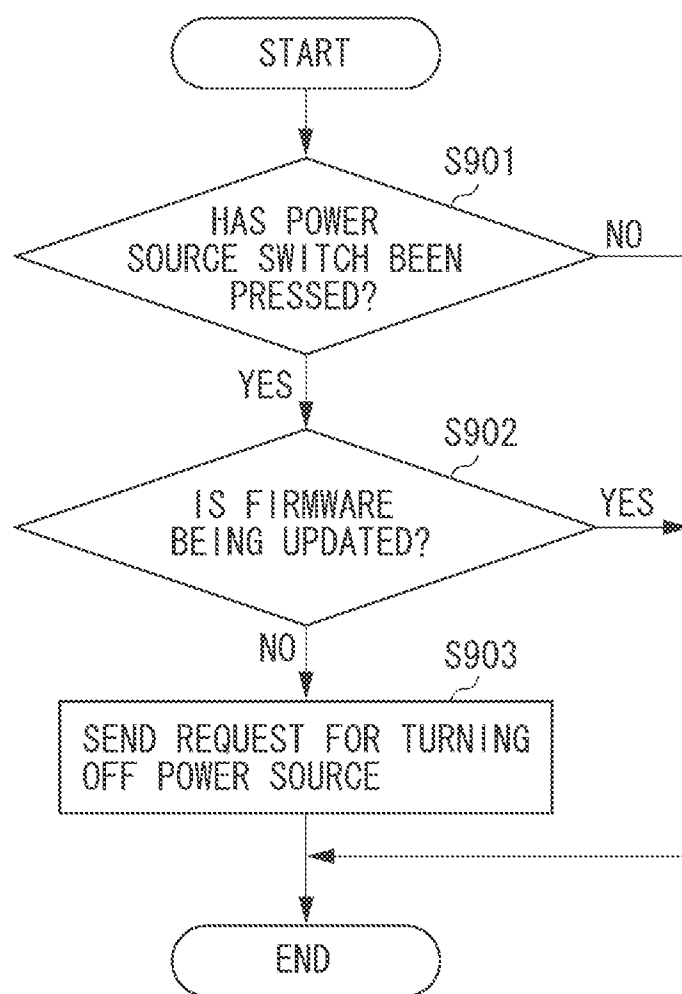 START
S901
HAS POWER
SOURCE SWITCH BEEN
PRESSED?
NO
YES
S902
IS FIRMWARE
BEING UPDATED?
YES
NO
S903
SEND REQUEST FOR TURNING
OFF POWER SOURCE
END